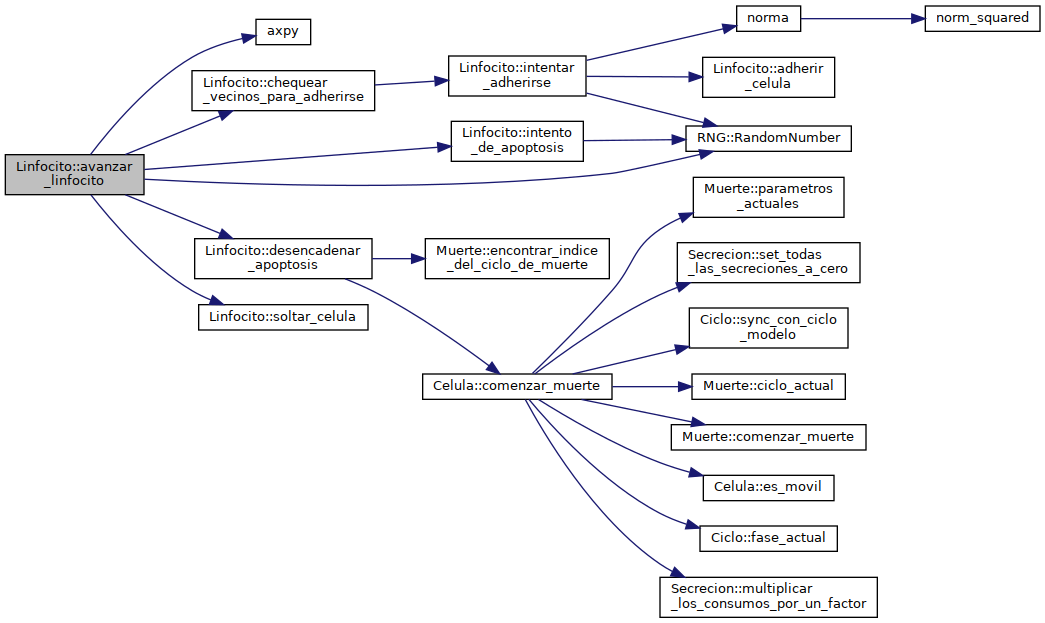 norma
norm_squared
axpy
Linfocito::intentar
_adherirse
Linfocito::adherir
_celula
Linfocito::chequear
_vecinos_para_adherirse
Linfocito::intento
_de_apoptosis
RNG::RandomNumber
Linfocito::avanzar
_linfocito
Muerte::parametros
_actuales
Linfocito::desencadenar
_apoptosis
Muerte::encontrar_indice
_del_ciclo_de_muerte
Secrecion::set_todas
_las_secreciones_a_cero
Linfocito::soltar_celula
Ciclo::sync_con_ciclo
_modelo
Celula::comenzar_muerte
Muerte::ciclo_actual
Muerte::comenzar_muerte
Celula::es_movil
Ciclo::fase_actual
Secrecion::multiplicar
_los_consumos_por_un_factor